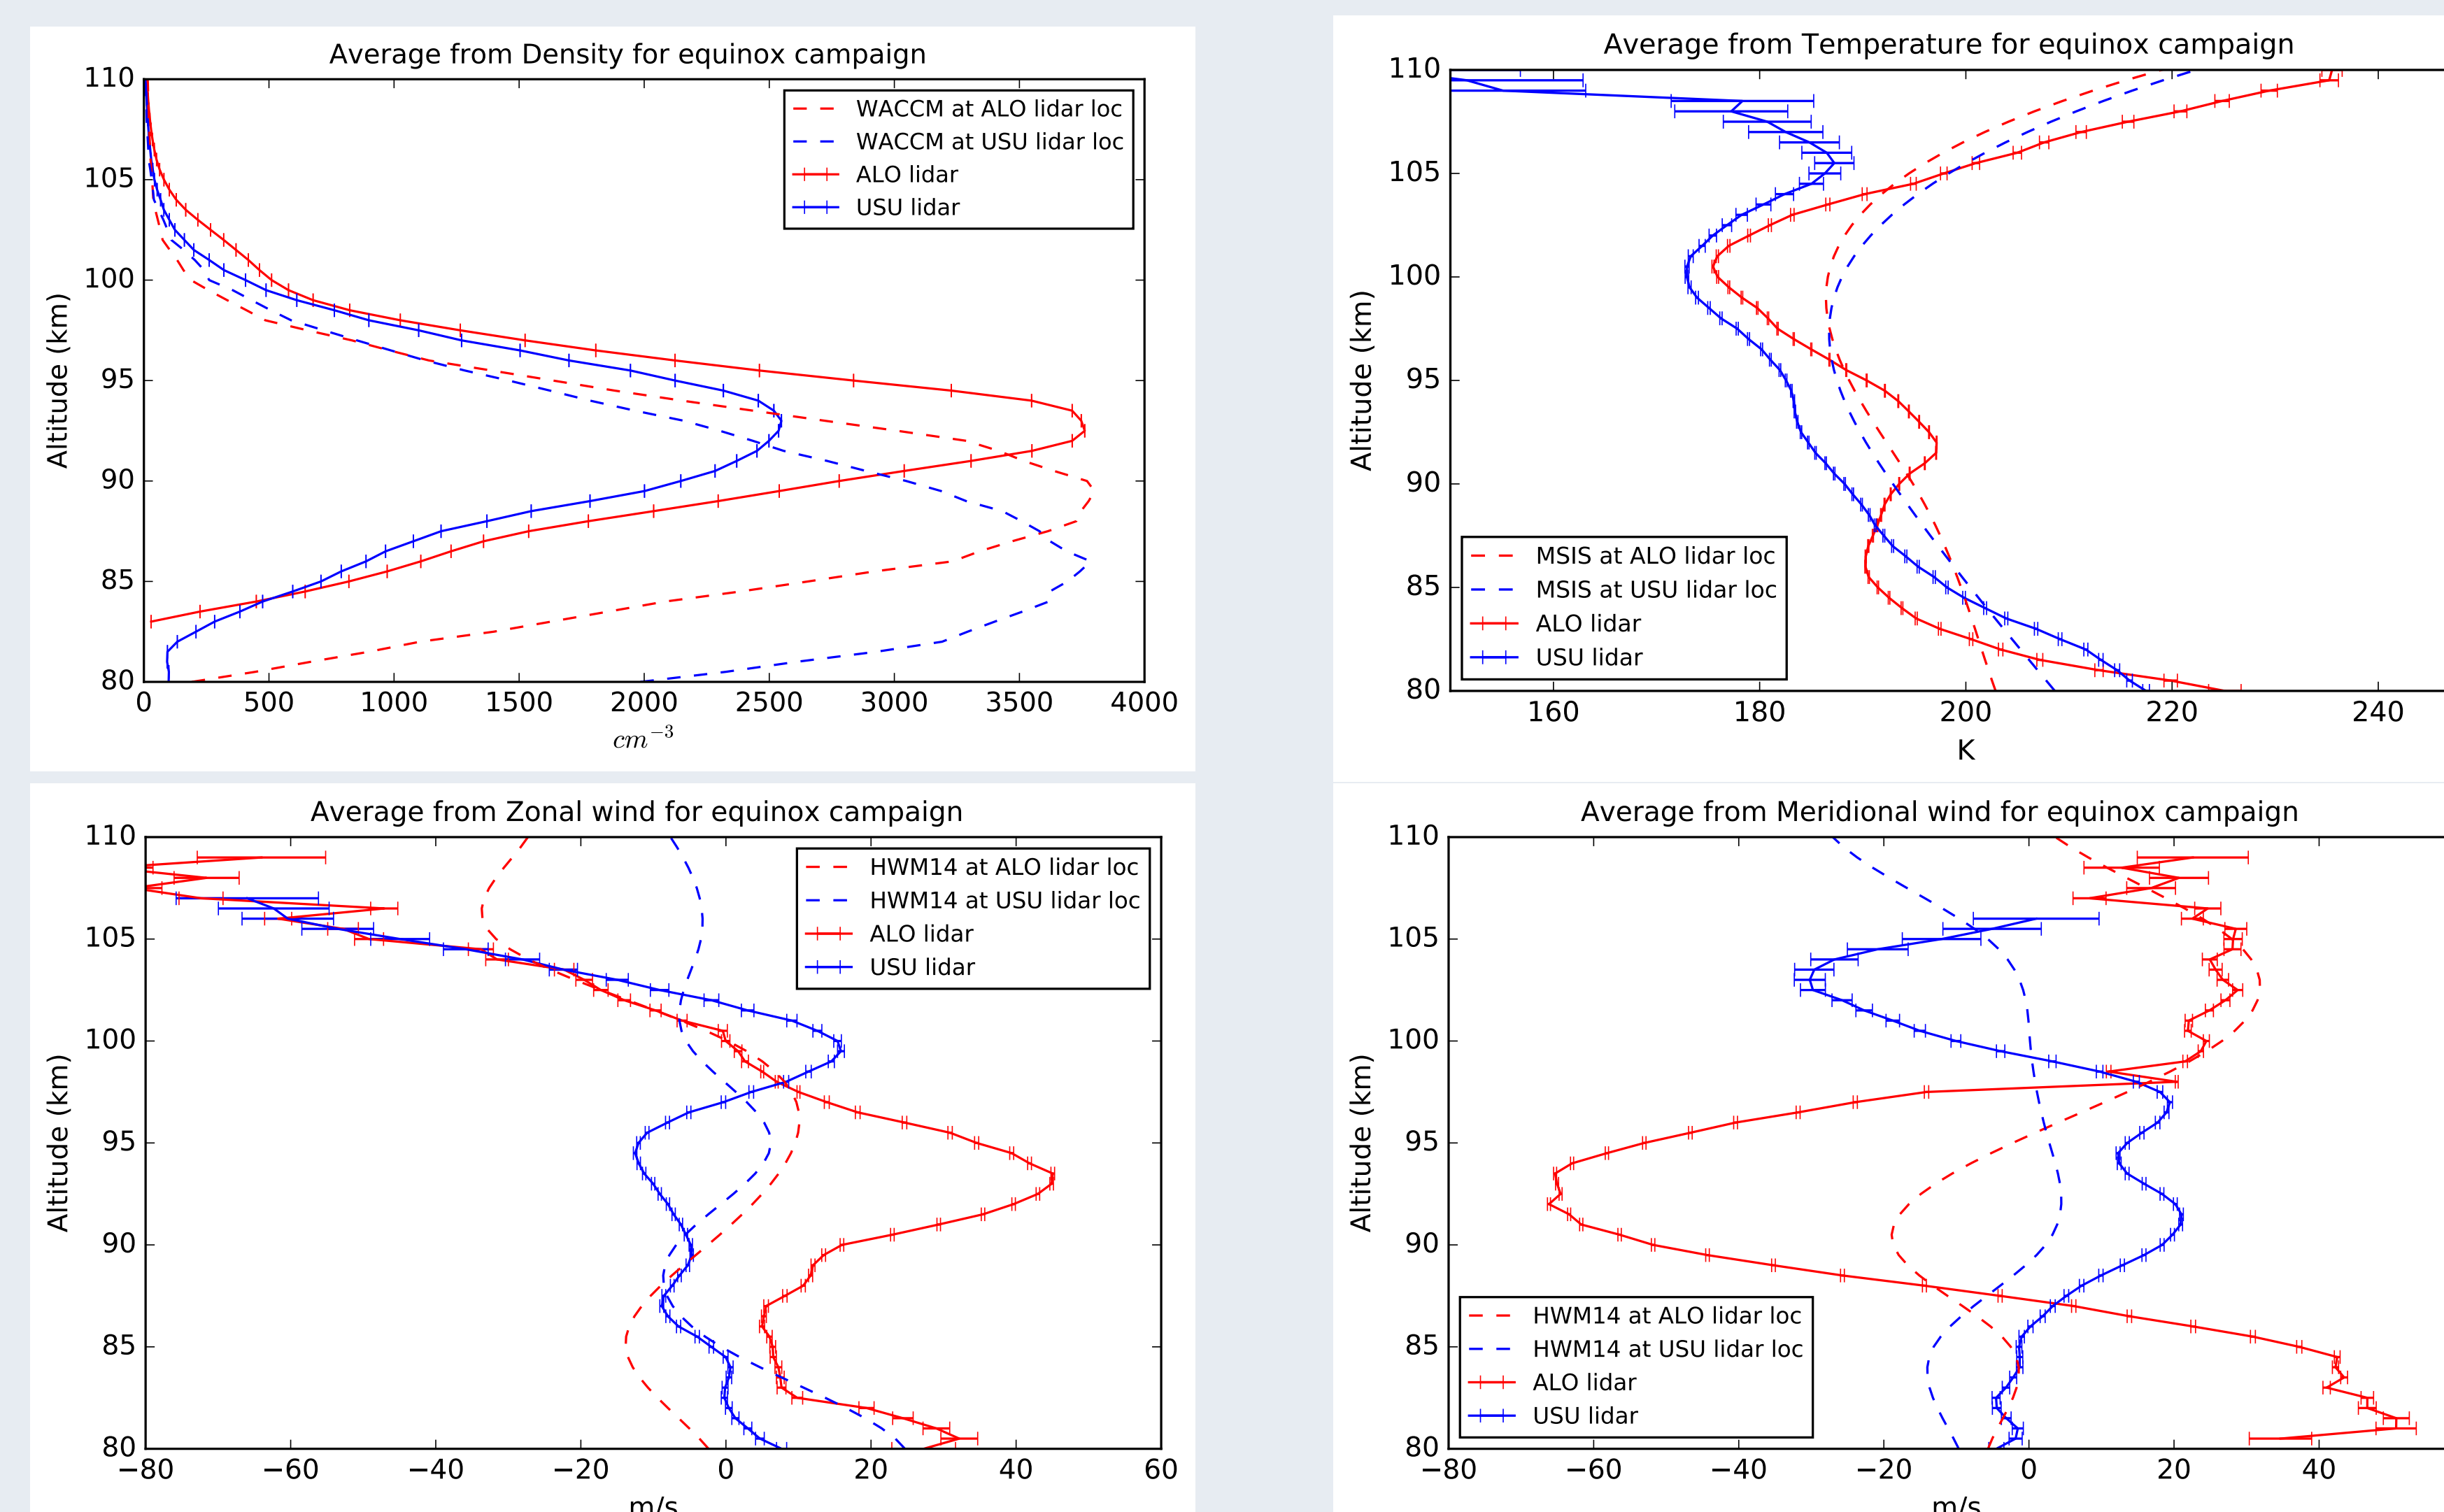 Average from Density for equinox campaign
110
105
100
95
90
85
80
Altitude (km)
WACCM at ALO lidar loc
WACCM at USU lidar loc
ALO lidar
USU lidar
0 500 1000 1500 2000 2500 3000 3500 4000
cm⁻³
Average from Temperature for equinox campaign
110
105
100
95
90
85
80
Altitude (km)
MSIS at ALO lidar loc
MSIS at USU lidar loc
ALO lidar
USU lidar
160 180 200 220 240
K
Average from Zonal wind for equinox campaign
110
105
100
95
90
85
80
Altitude (km)
HWM14 at ALO lidar loc
HWM14 at USU lidar loc
ALO lidar
USU lidar
−80 −60 −40 −20 0 20 40 60
m/s
Average from Meridional wind for equinox campaign
110
105
100
95
90
85
80
Altitude (km)
HWM14 at ALO lidar loc
HWM14 at USU lidar loc
ALO lidar
USU lidar
−80 −60 −40 −20 0 20 40
m/s